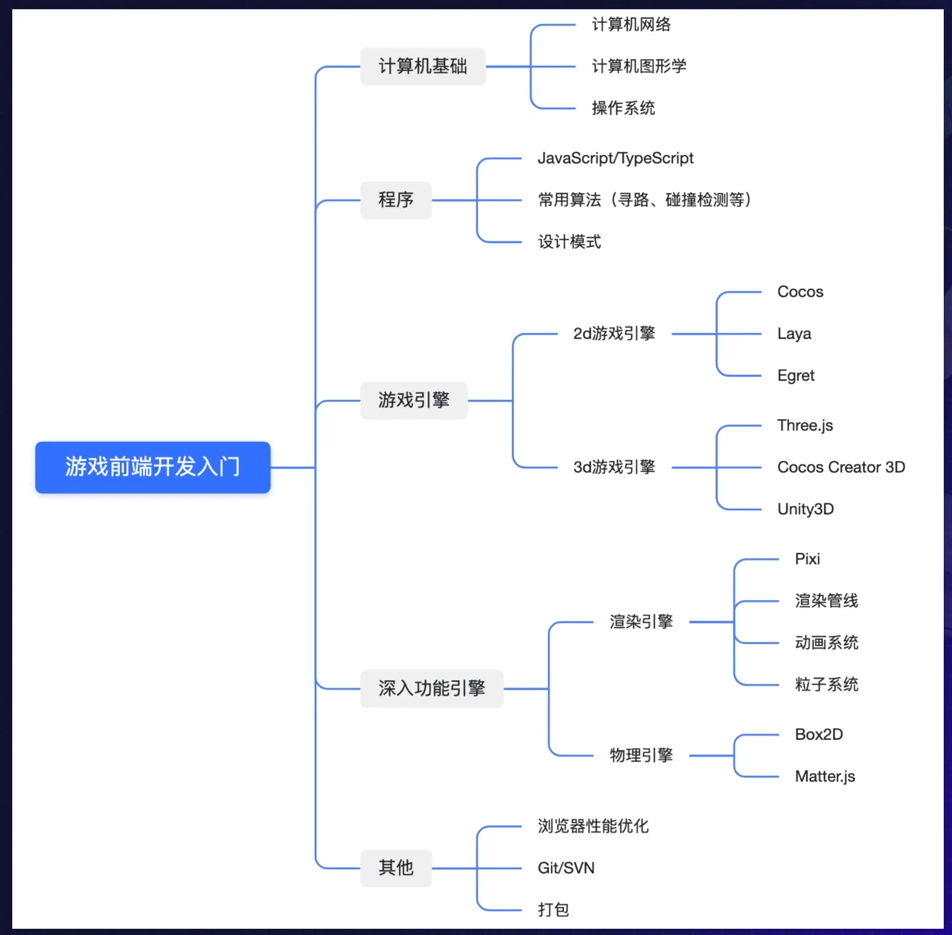 游戏前端开发入门
计算机基础
计算机网络
计算机图形学
操作系统
程序
JavaScript/TypeScript
常用算法（寻路、碰撞检测等）
设计模式
游戏引擎
2d游戏引擎
Cocos
Laya
Egret
3d游戏引擎
Three.js
Cocos Creator 3D
Unity3D
深入功能引擎
渲染引擎
Pixi
渲染管线
动画系统
粒子系统
物理引擎
Box2D
Matter.js
其他
浏览器性能优化
Git/SVN
打包